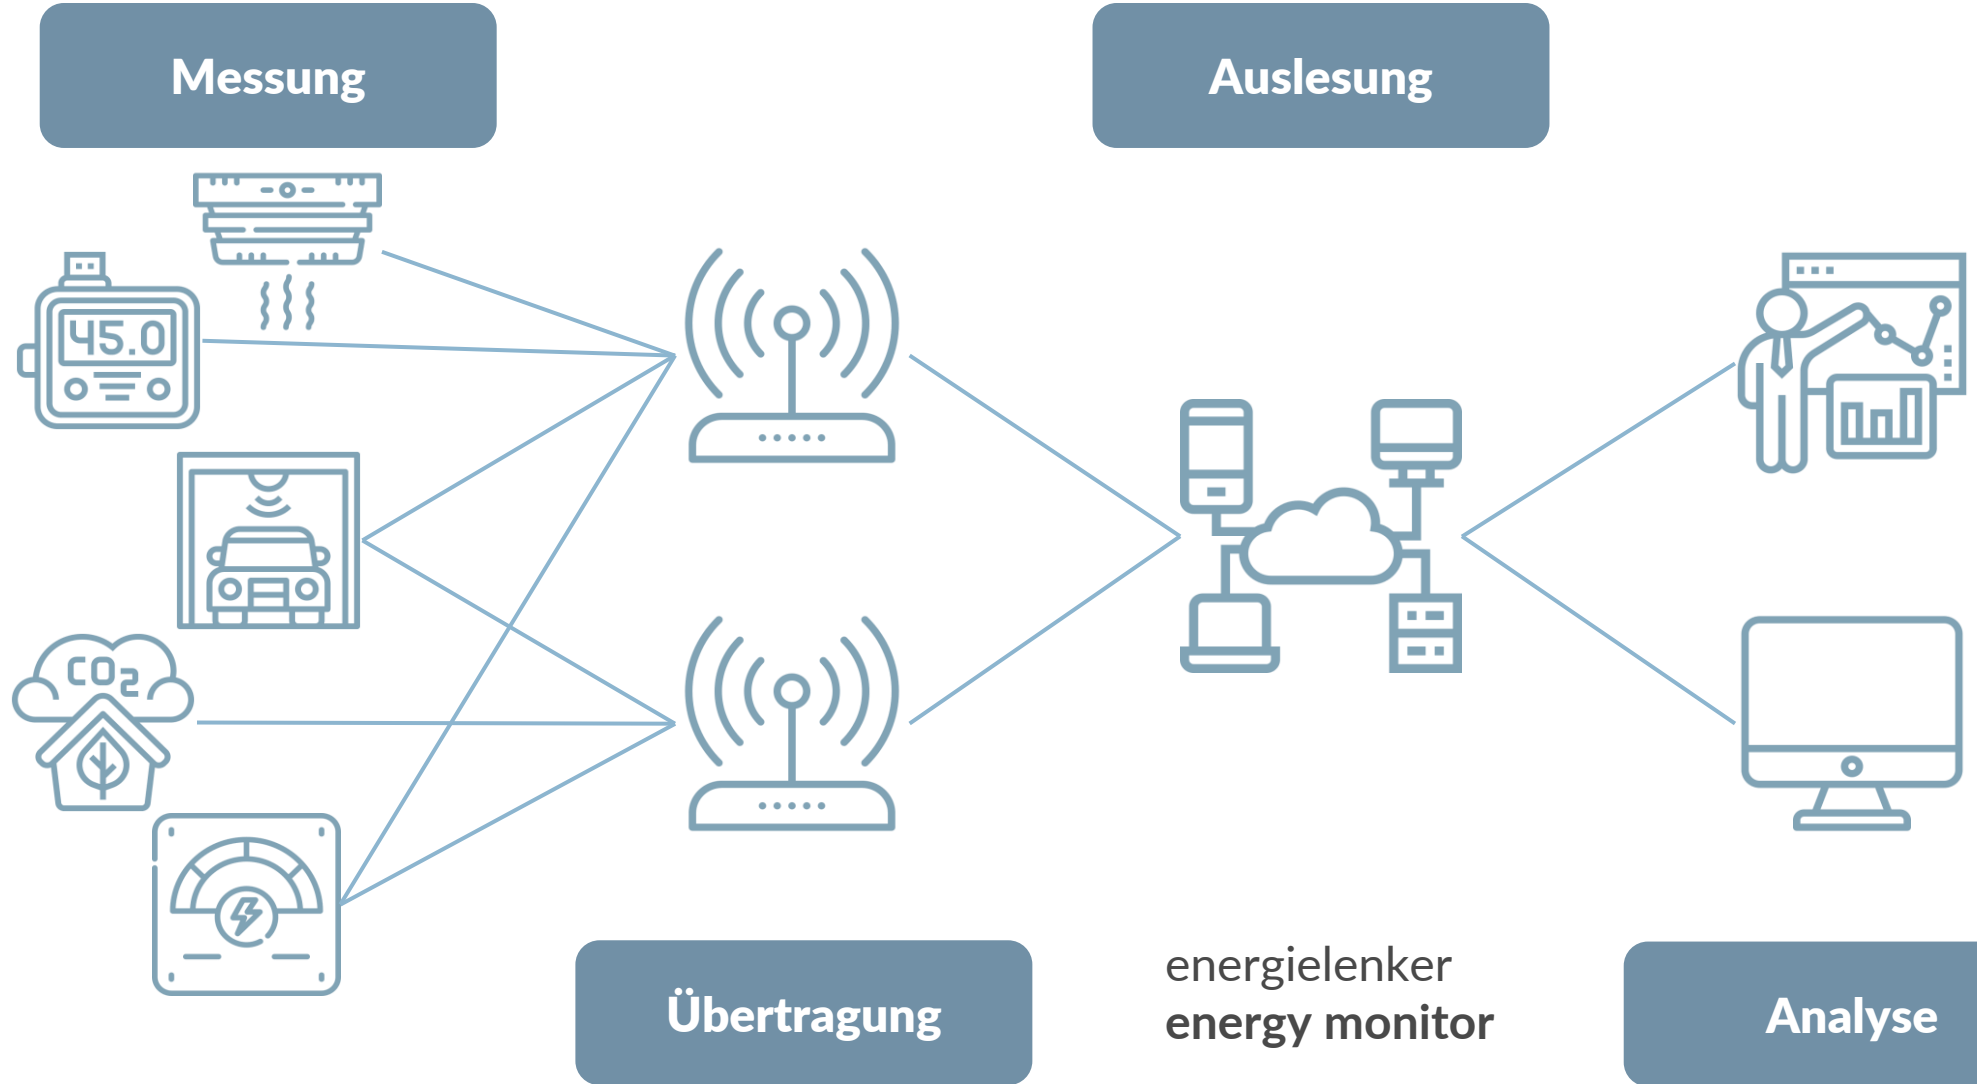 Messung
Auslesung
45.0
CO2
Übertragung
energielenker
energy monitor
Analyse